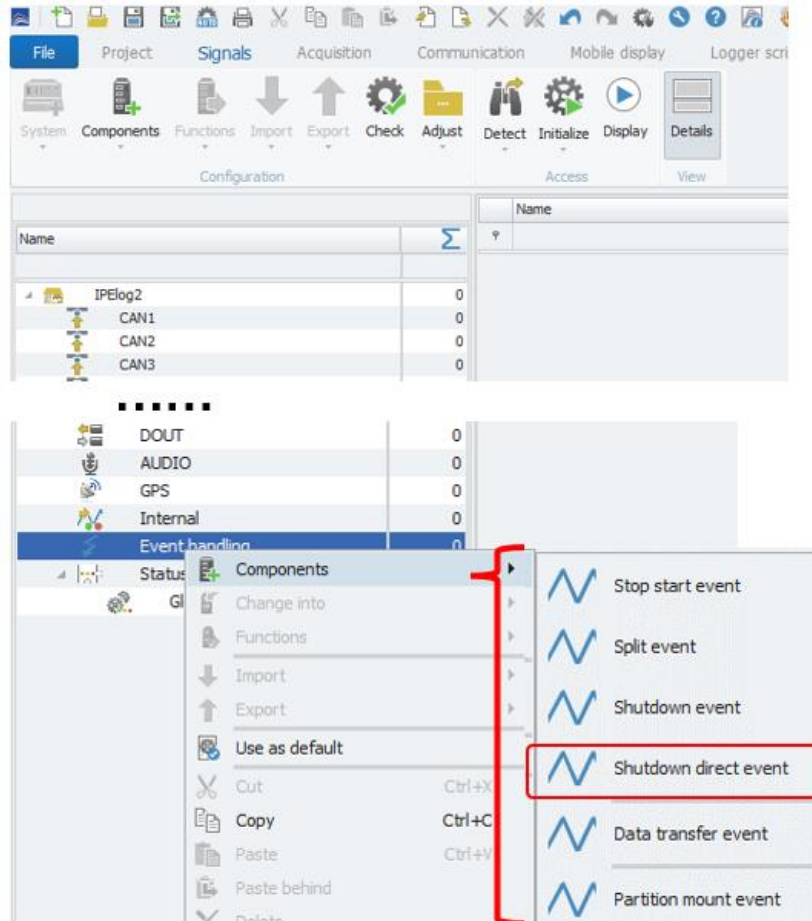 File Project Signals Acquisition Communication Mobile display Logger scri
System Components Functions Import Export Check Adjust Detect Initialize Display Details
Configuration Access View
Name
Name Σ
IPElog2 0
CAN1 0
CAN2 0
CAN3 0
......
DOUT 0
AUDIO 0
GPS 0
Internal 0
Event handling 0
Status
Gl
Components
Change into
Functions
Import
Export
Use as default
Cut Ctrl+X
Copy Ctrl+C
Paste Ctrl+V
Paste behind
Delete
Stop start event
Split event
Shutdown event
Shutdown direct event
Data transfer event
Partition mount event